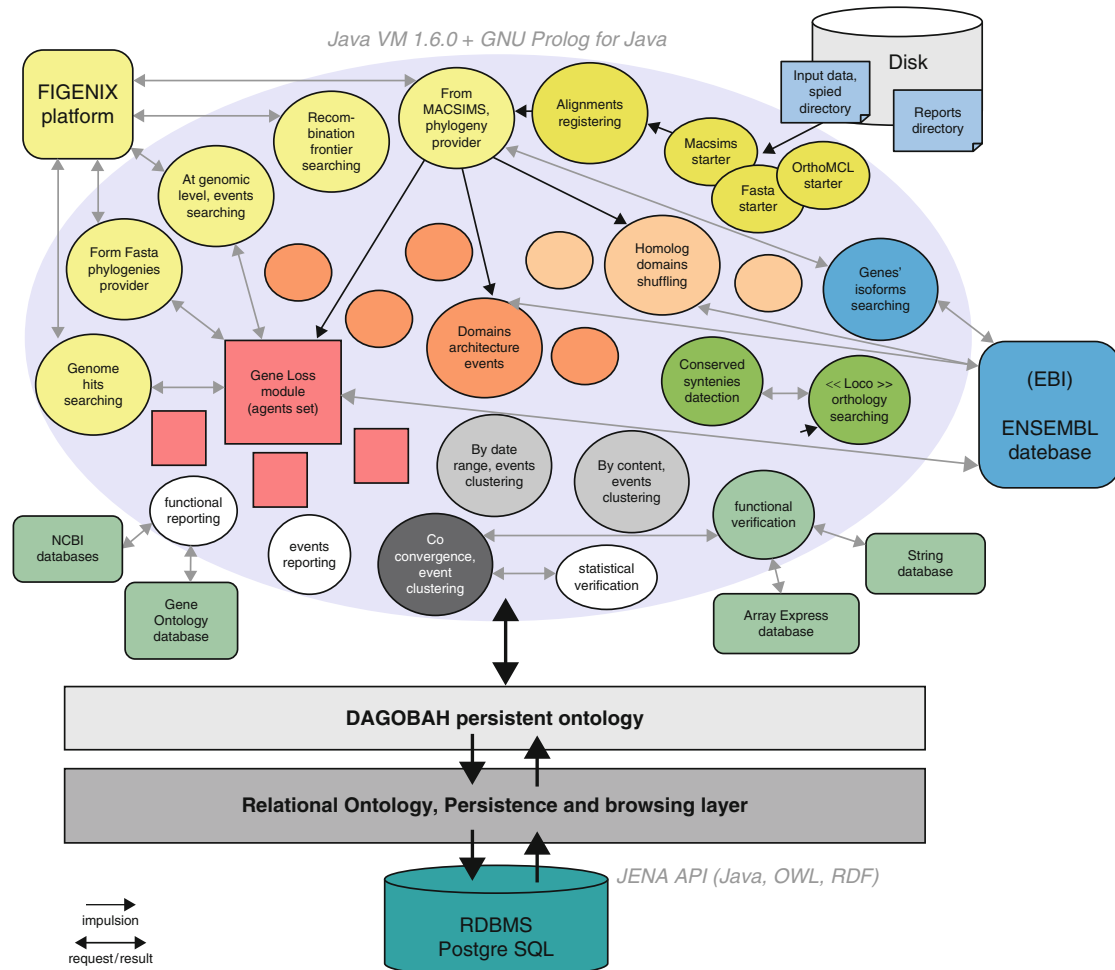 Java VM 1.6.0 + GNU Prolog for Java
Disk
Input data,
spied
directory
Reports
directory
FIGENIX
platform
From
MACSIMS,
phylogeny
provider
Alignments
registering
Recom-
bination
frontier
searching
Macsims
starter
OrthoMCL
starter
Fasta
starter
At genomic
level, events
searching
Form Fasta
phylogenies
provider
Homolog
domains
shuffling
Genes'
isoforms
searching
Domains
architecture
events
Genome
hits
searching
Gene Loss
module
(agents set)
Conserved
syntenies
datection
<< Loco >>
orthology
searching
(EBI)
ENSEMBL
datebase
By date
range, events
clustering
By content,
events
clustering
functional
reporting
functional
verification
NCBI
databases
events
reporting
Co
convergence,
event
clustering
statistical
verification
String
database
Gene
Ontology
database
Array Express
database
DAGOBAH persistent ontology
Relational Ontology, Persistence and browsing layer
JENA API (Java, OWL, RDF)
RDBMS
Postgre SQL
impulsion
request/result